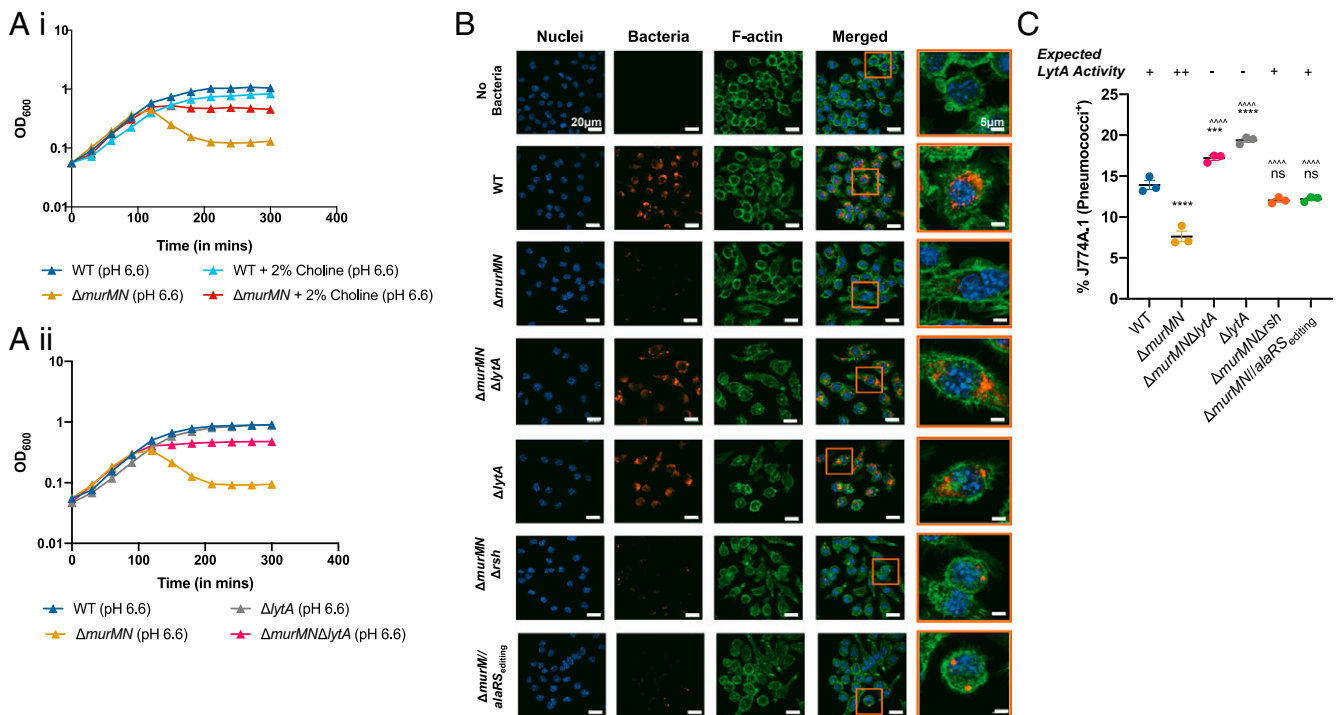 A i
OD600
10
1
0.1
0.01
0
100
200
300
400
Time (in mins)
WT (pH 6.6)
WT + 2% Choline (pH 6.6)
ΔmurMN (pH 6.6)
ΔmurMN + 2% Choline (pH 6.6)
A ii
OD600
10
1
0.1
0.01
0
100
200
300
400
Time (in mins)
WT (pH 6.6)
ΔlytA (pH 6.6)
ΔmurMN (pH 6.6)
ΔmurMNΔlytA (pH 6.6)
B
Nuclei
Bacteria
F-actin
Merged
No
Bacteria
20µm
5µm
WT
ΔmurMN
ΔmurMN
ΔlytA
ΔlytA
ΔmurMN
Δrsh
ΔmurM//
alaRSediting
C
Expected
LytA Activity
+
++
-
-
+
+
% J774A.1 (Pneumococci+)
25
20
15
10
5
0
****
^^^^
***
^^^^
****
^^^^
ns
^^^^
ns
WT
ΔmurMN
ΔmurMNΔlytA
ΔlytA
ΔmurMNΔrsh
ΔmurMN//alaRSediting